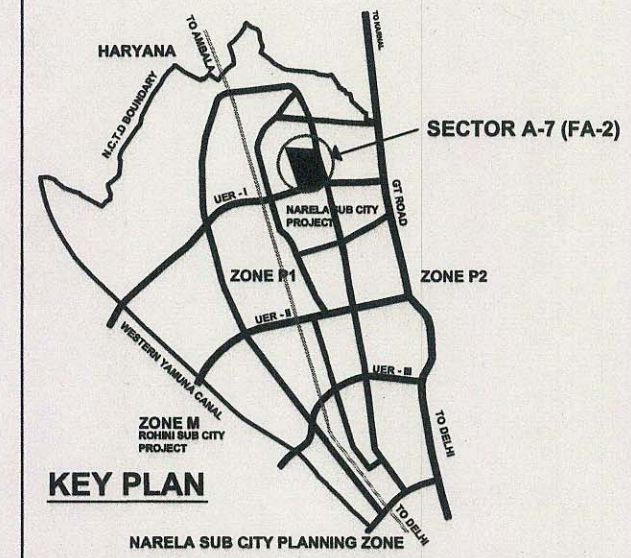 TO AMBALA
TO KARNAL
HARYANA
N.C.T.D BOUNDARY
SECTOR A-7 (FA-2)
UER - I
GT ROAD
NARELA SUB CITY
PROJECT
ZONE P1
ZONE P2
UER - II
WESTERN YAMUNA CANAL
UER - III
ZONE M
ROHINI SUB CITY
PROJECT
TO DELHI
KEY PLAN
TO DELHI
NARELA SUB CITY PLANNING ZONE